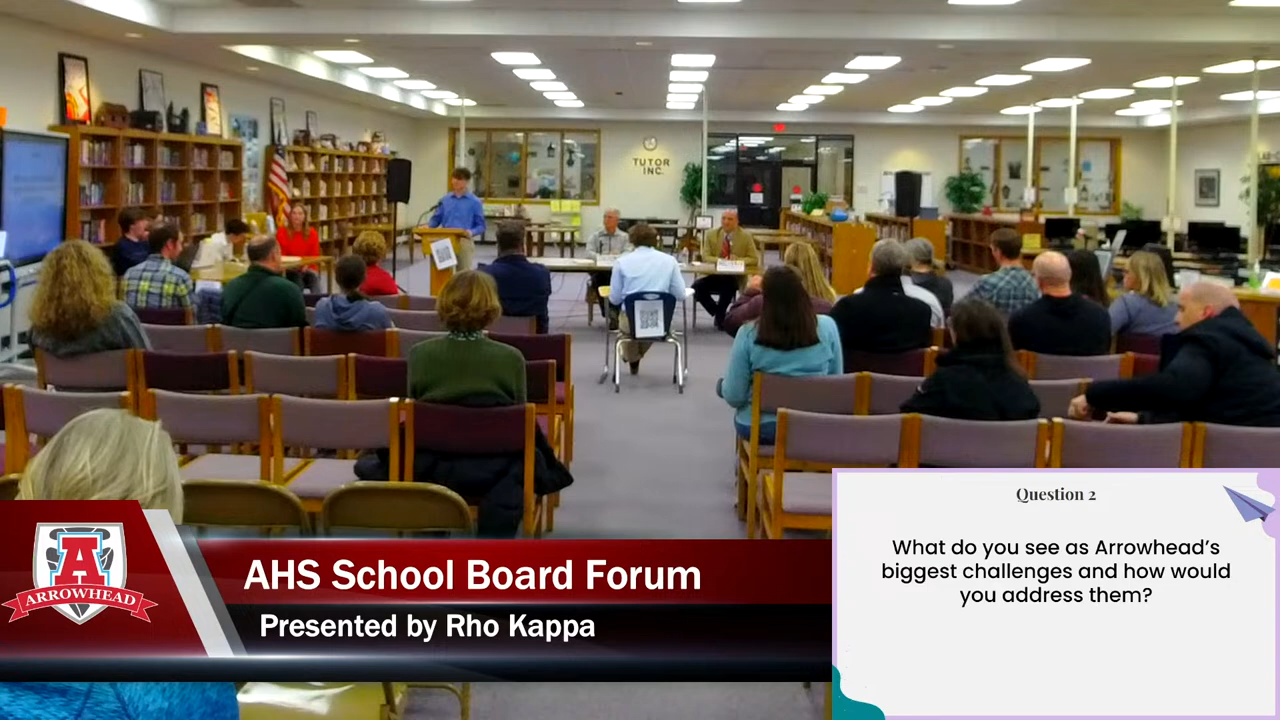 TUTOR
INC.
A
ARROWHEAD
AHS School Board Forum
Presented by Rho Kappa
Question 2
What do you see as Arrowhead's
biggest challenges and how would
you address them?